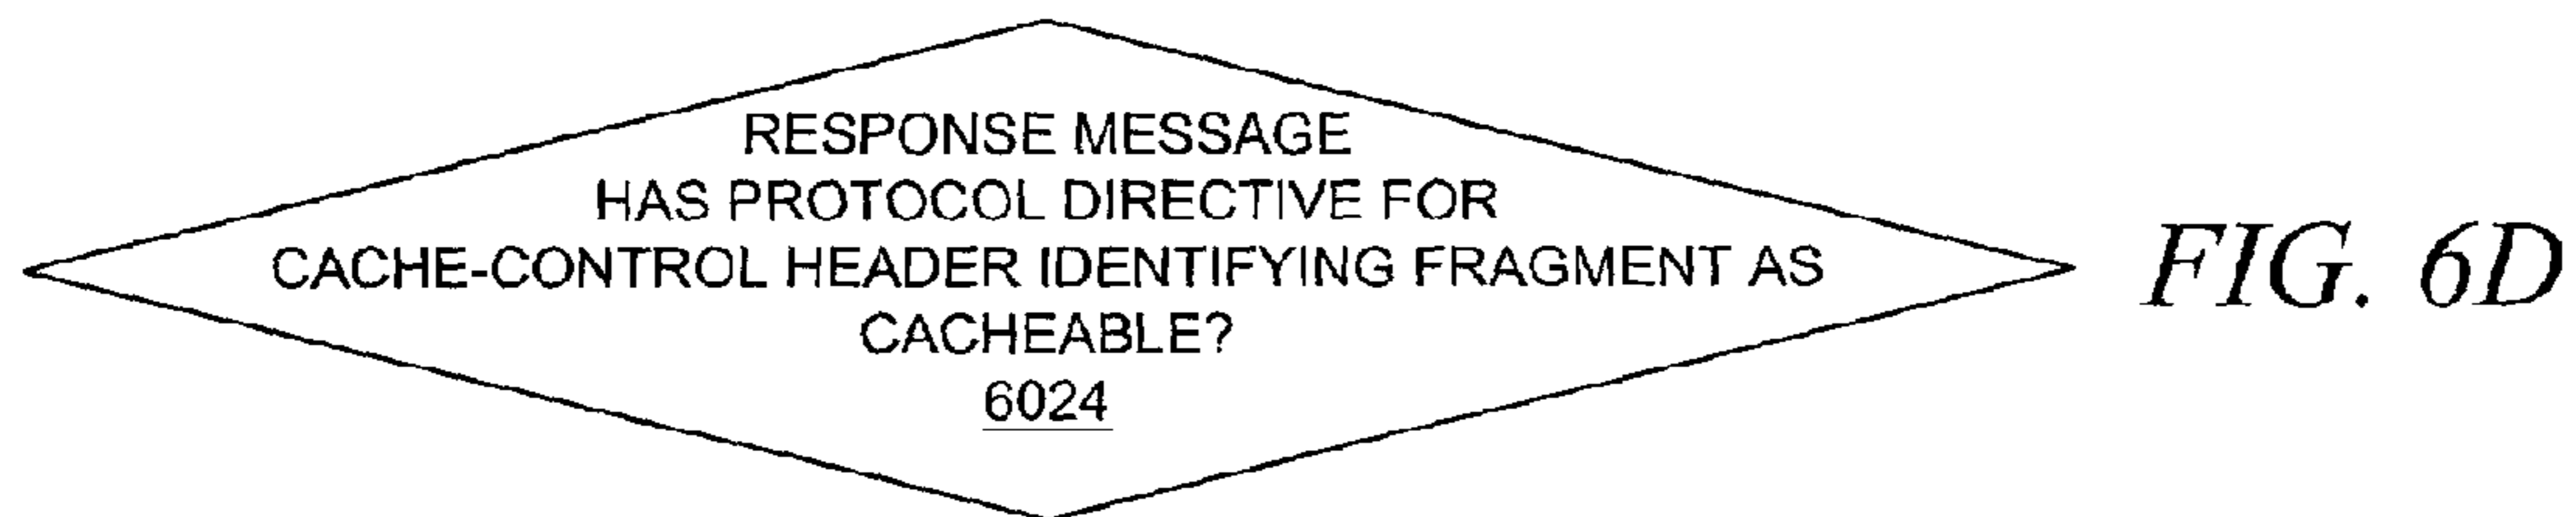 RESPONSE MESSAGE
HAS PROTOCOL DIRECTIVE FOR
CACHE-CONTROL HEADER IDENTIFYING FRAGMENT AS
CACHEABLE?
6024
FIG. 6D